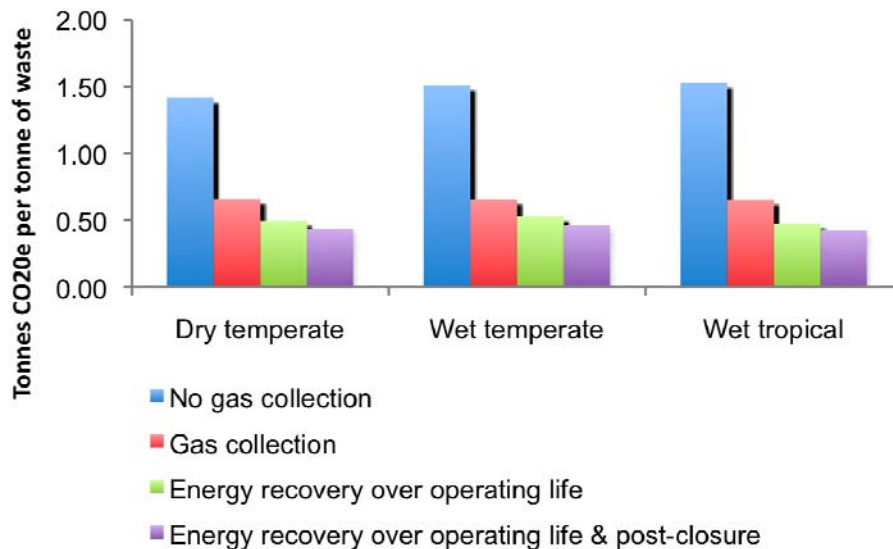 Tonnes CO20e per tonne of waste
2.00
1.50
1.00
0.50
0.00
Dry temperate
Wet temperate
Wet tropical
No gas collection
Gas collection
Energy recovery over operating life
Energy recovery over operating life & post-closure